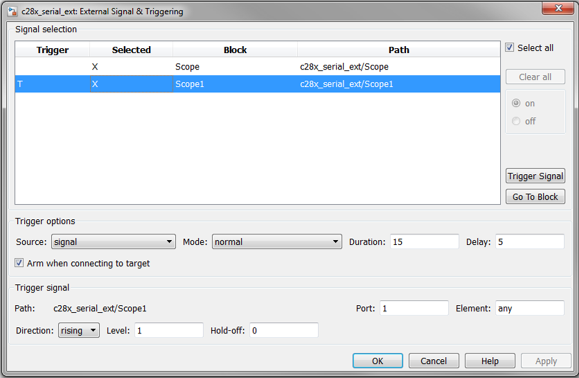 c28x_serial_ext: External Signal & Triggering
Signal selection
Trigger Selected Block Path
X Scope c28x_serial_ext/Scope
T X Scope1 c28x_serial_ext/Scope1
Select all
Clear all
on
off
Trigger Signal
Go To Block
Trigger options
Source: signal Mode: normal Duration: 15 Delay: 5
Arm when connecting to target
Trigger signal
Path: c28x_serial_ext/Scope1 Port: 1 Element: any
Direction: rising Level: 1 Hold-off: 0
OK Cancel Help Apply